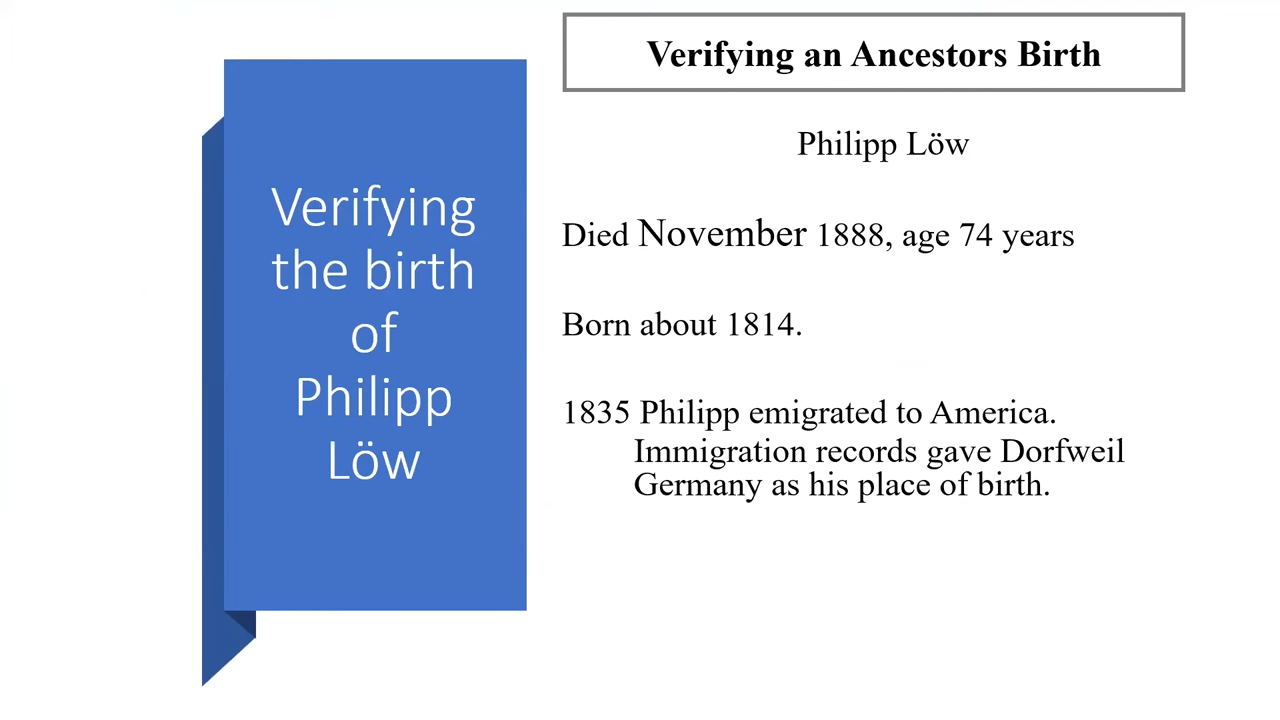 Verifying
the birth
of
Philipp
Löw
Verifying an Ancestors Birth
Philipp Löw
Died November 1888, age 74 years
Born about 1814.
1835 Philipp emigrated to America.
Immigration records gave Dorfweil
Germany as his place of birth.